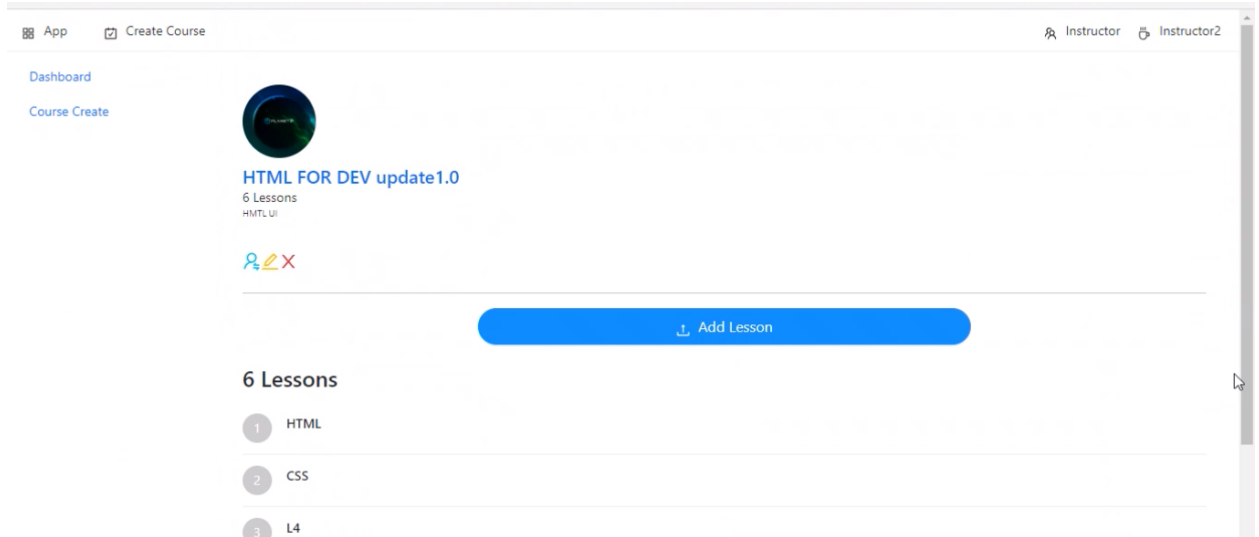 App Create Course Instructor Instructor2
Dashboard
Course Create
HTML FOR DEV update1.0
6 Lessons
HMTL UI
Add Lesson
6 Lessons
1 HTML
2 CSS
3 L4